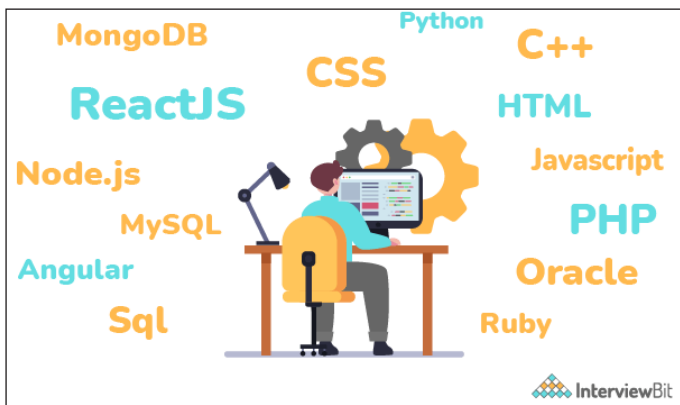 Python
MongoDB
C++
CSS
ReactJS
HTML
Javascript
Node.js
MySQL
PHP
Angular
Oracle
Sql
Ruby
InterviewBit